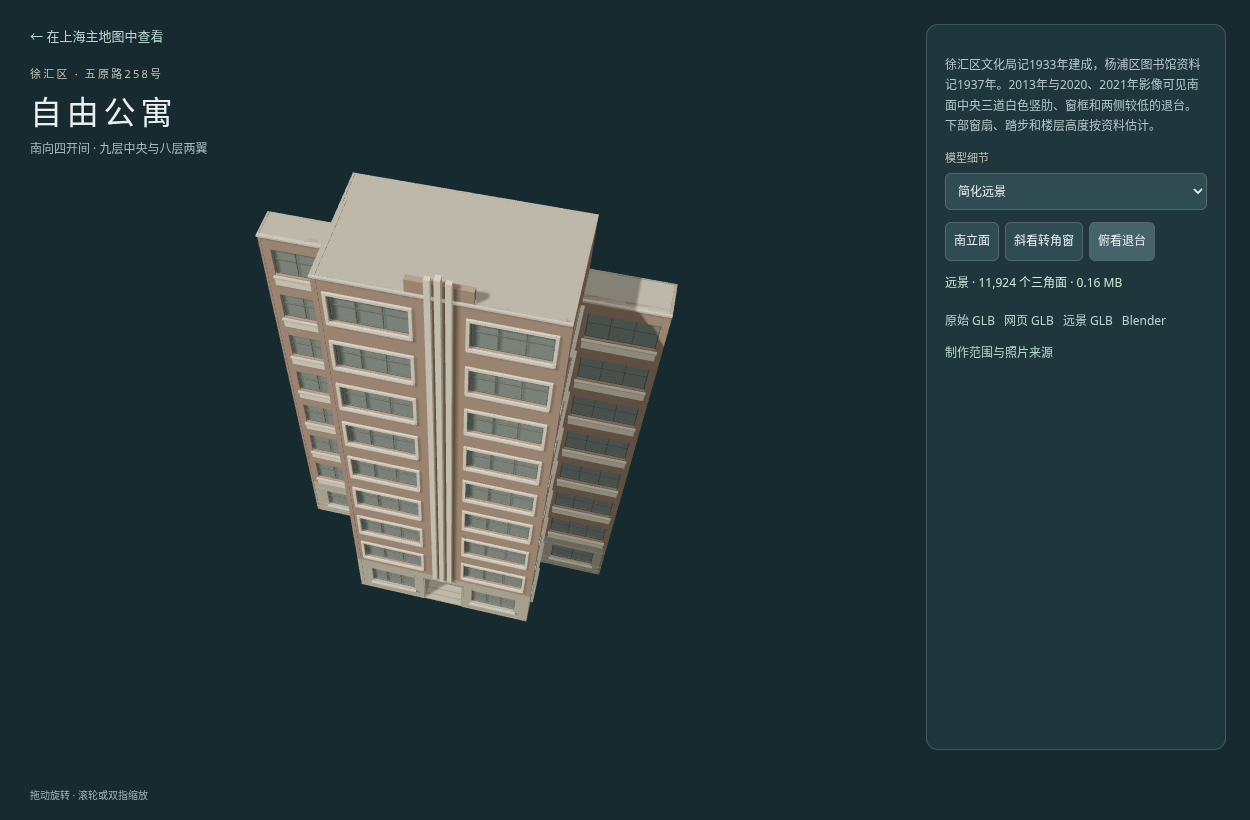 ← 在上海主地图中查看
徐汇区 · 五原路258号
自由公寓
南向四开间 · 九层中央与八层两翼
徐汇区文化局记1933年建成，杨浦区图书馆资料
记1937年。2013年与2020、2021年影像可见南
面中央三道白色竖肋、窗框和两侧较低的退台。
下部窗扇、踏步和楼层高度按资料估计。
模型细节
简化远景
南立面 斜看转角窗 俯看退台
远景 · 11,924 个三角面 · 0.16 MB
原始 GLB 网页 GLB 远景 GLB Blender
制作范围与照片来源
拖动旋转 · 滚轮或双指缩放